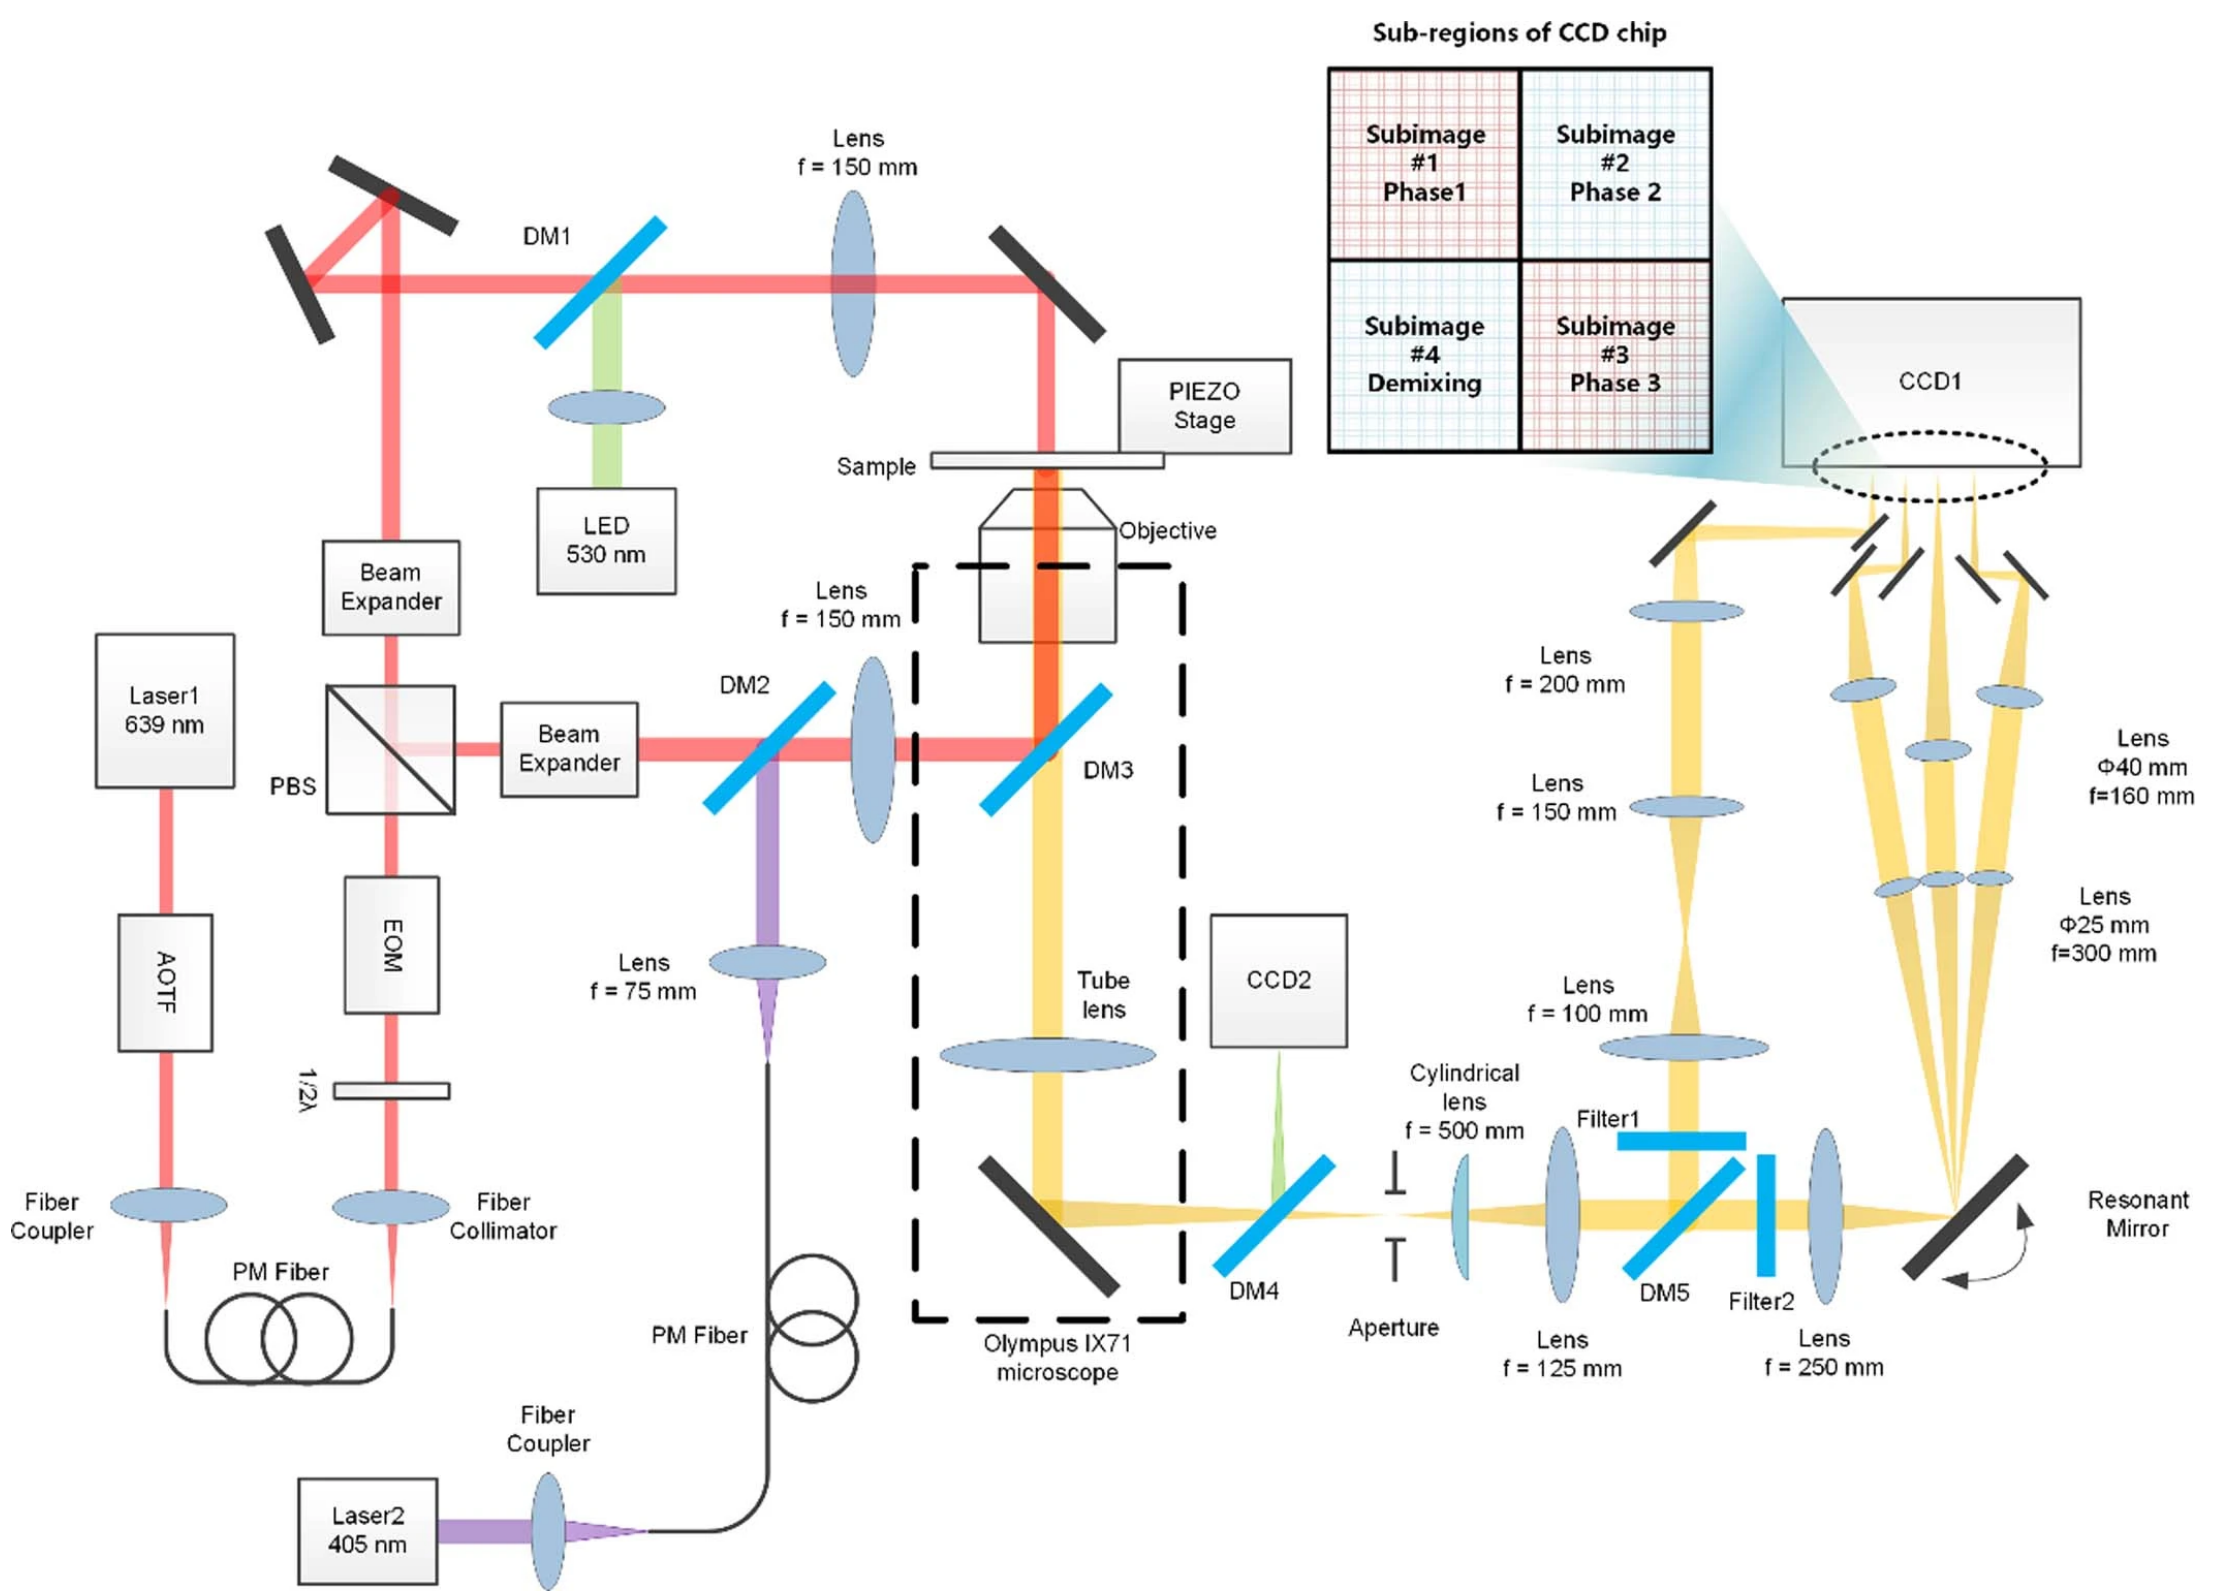 Sub-regions of CCD chip
Subimage
#1
Phase1
Subimage
#2
Phase 2
Subimage
#4
Demixing
Subimage
#3
Phase 3
CCD1
Lens
f = 150 mm
DM1
PIEZO
Stage
Sample
LED
530 nm
Objective
Beam
Expander
Lens
f = 150 mm
Laser1
639 nm
PBS
Beam
Expander
DM2
DM3
Lens
f = 200 mm
Lens
f = 150 mm
Lens
Φ40 mm
f=160 mm
Lens
Φ25 mm
f=300 mm
AOTF
EOM
Lens
f = 75 mm
Tube
lens
CCD2
Lens
f = 100 mm
1/2λ
Cylindrical
lens
f = 500 mm
Filter1
Fiber
Coupler
Fiber
Collimator
PM Fiber
Resonant
Mirror
DM4
DM5
Filter2
Aperture
PM Fiber
Olympus IX71
microscope
Lens
f = 125 mm
Lens
f = 250 mm
Fiber
Coupler
Laser2
405 nm